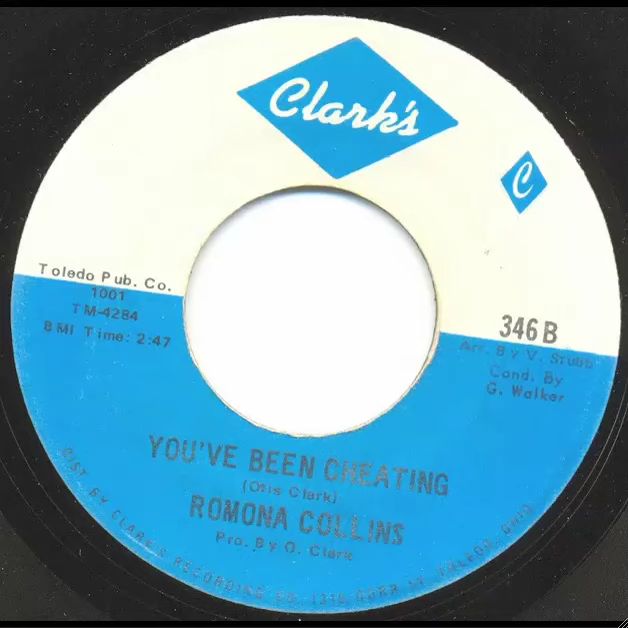 Clark's
C
Toledo Pub. Co.
1001
TM-4284
BMI Time: 2:47
346 B
Arr. By V. Stubb
Cond. By
G. Walker
YOU'VE BEEN CHEATING
(Otis Clark)
ROMONA COLLINS
Pro. By O. Clark
DIST BY CLARK'S RECORDING CO. TOLEDO, OHIO